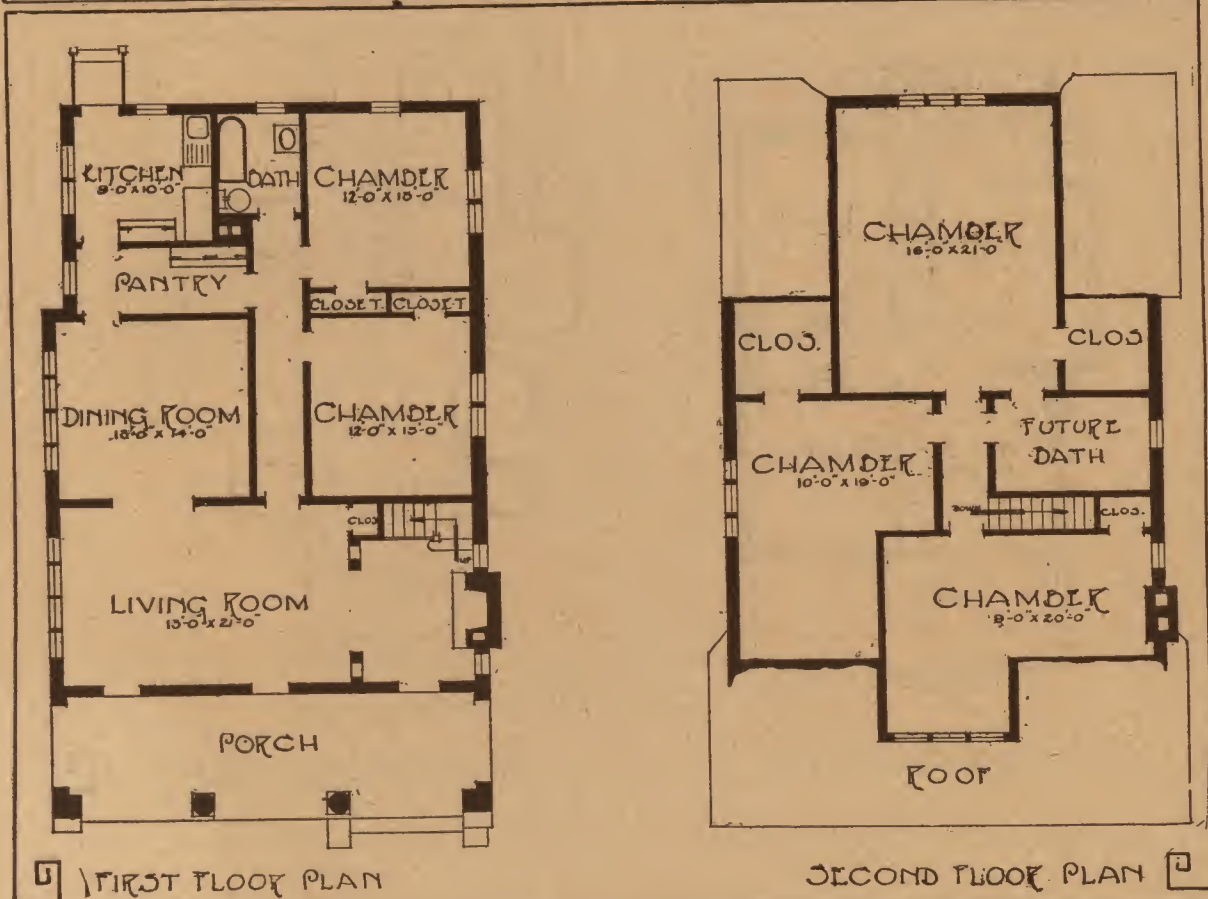 KITCHEN
9'-0" X 10'-0"
BATH
CHAMBER
12'-0" X 15'-0"
PANTRY
CLOSET.
CLOSET
DINING ROOM
13'-0" X 14'-0"
CHAMBER
12'-0" X 15'-0"
CLOS
UP
LIVING ROOM
13'-0" X 21'-0"
PORCH
FIRST FLOOR PLAN
CHAMBER
16'-0" X 21'-0"
CLOS.
CLOS
FUTURE
BATH
CHAMBER
10'-0" X 19'-0"
DOWN
CLOS.
CHAMBER
9'-0" X 20'-0"
ROOF
SECOND FLOOR PLAN